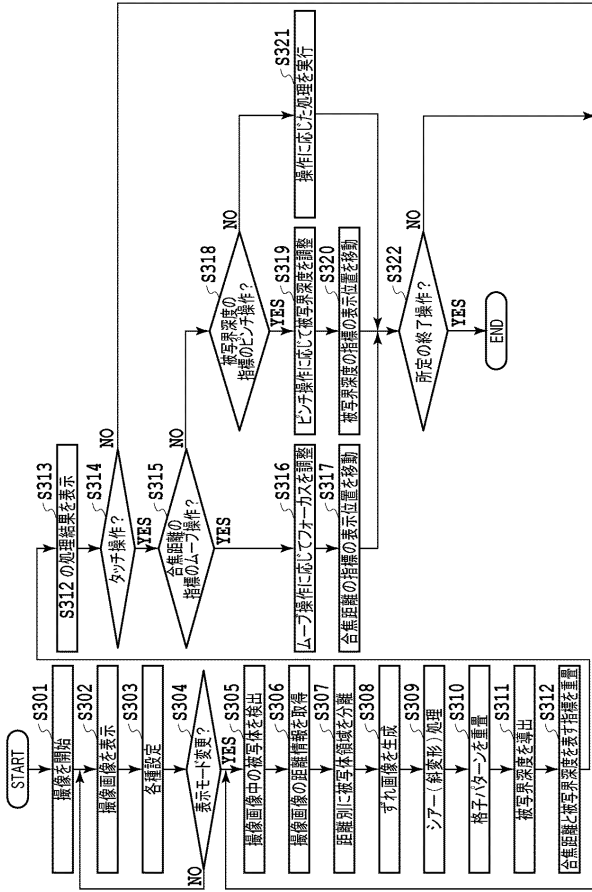 START
S301
撮像を開始
S302
撮像画像を表示
S303
各種設定
S304
表示モード変更?
NO
YES
S305
撮像画像中の被写体を検出
S306
撮像画像の距離情報を取得
S307
距離別に被写体領域を分離
S308
ずれ画像を生成
S309
シアー(斜変形)処理
S310
格子パターンを重畳
S311
被写界深度を導出
S312
合焦距離と被写界深度を表す指標を重畳
S313
S312の処理結果を表示
S314
タッチ操作?
NO
YES
S315
合焦距離の
指標のムーブ操作?
NO
YES
S316
ムーブ操作に応じてフォーカスを調整
S317
合焦距離の指標の表示位置を移動
S318
被写界深度の
指標のピンチ操作?
NO
YES
S319
ピンチ操作に応じて被写界深度を調整
S320
被写界深度の指標の表示位置を移動
S321
操作に応じた処理を実行
S322
所定の終了操作?
NO
YES
END